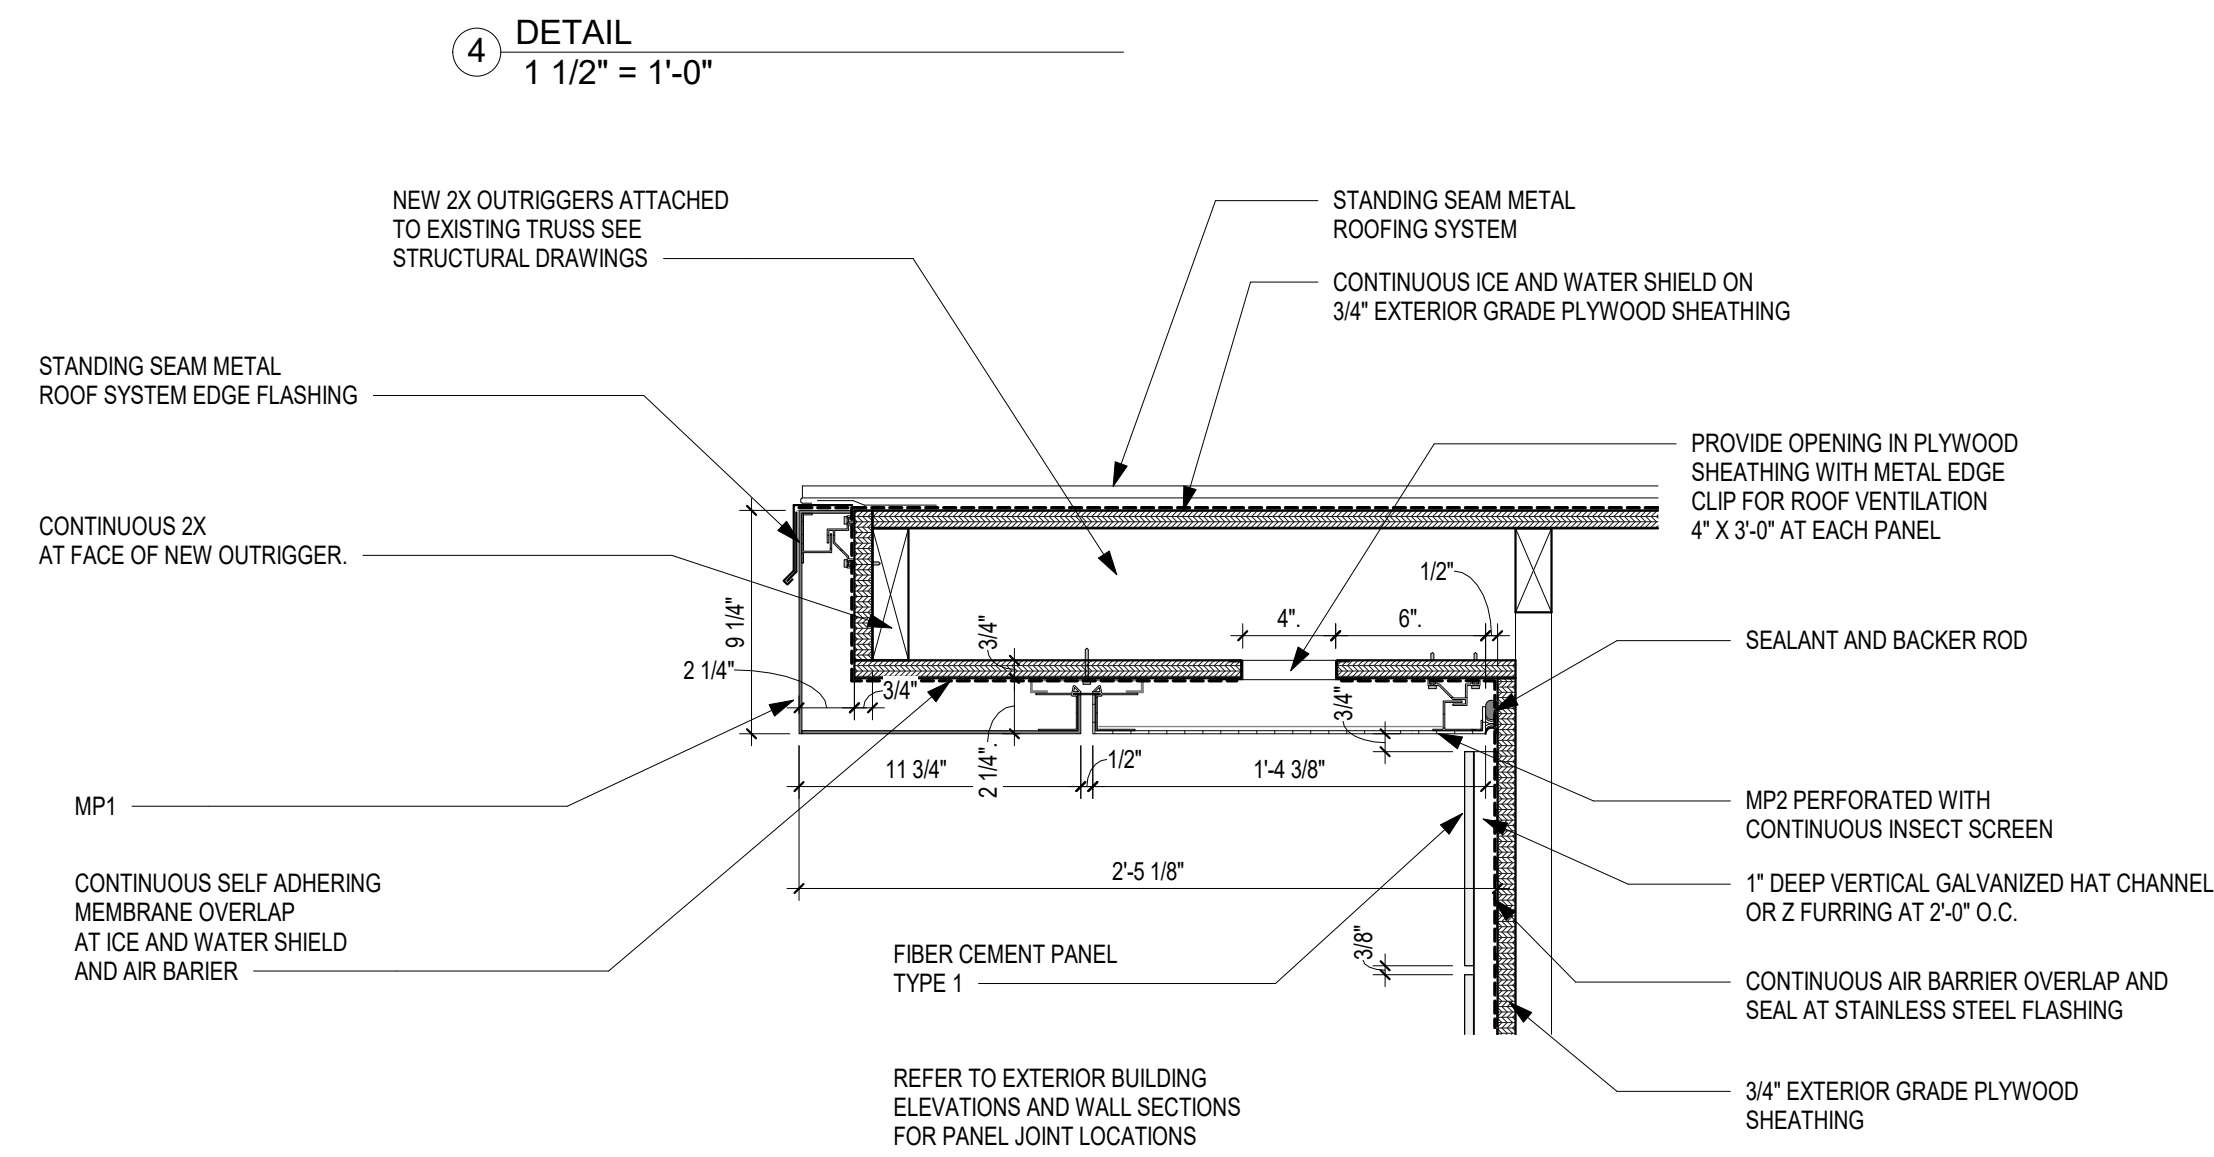 4
DETAIL
1 1/2" = 1'-0"
NEW 2X OUTRIGGERS ATTACHED
TO EXISTING TRUSS SEE
STRUCTURAL DRAWINGS
STANDING SEAM METAL
ROOFING SYSTEM
CONTINUOUS ICE AND WATER SHIELD ON
3/4" EXTERIOR GRADE PLYWOOD SHEATHING
STANDING SEAM METAL
ROOF SYSTEM EDGE FLASHING
PROVIDE OPENING IN PLYWOOD
SHEATHING WITH METAL EDGE
CLIP FOR ROOF VENTILATION
4" X 3'-0" AT EACH PANEL
CONTINUOUS 2X
AT FACE OF NEW OUTRIGGER.
1/2"
4".
6".
9 1/4"
3/4"
SEALANT AND BACKER ROD
2 1/4"
3/4"
3/4"
2 1/4".
11 3/4"
1/2"
1'-4 3/8"
MP1
MP2 PERFORATED WITH
CONTINUOUS INSECT SCREEN
2'-5 1/8"
CONTINUOUS SELF ADHERING
MEMBRANE OVERLAP
AT ICE AND WATER SHIELD
AND AIR BARIER
1" DEEP VERTICAL GALVANIZED HAT CHANNEL
OR Z FURRING AT 2'-0" O.C.
3/8"
FIBER CEMENT PANEL
TYPE 1
CONTINUOUS AIR BARRIER OVERLAP AND
SEAL AT STAINLESS STEEL FLASHING
REFER TO EXTERIOR BUILDING
ELEVATIONS AND WALL SECTIONS
FOR PANEL JOINT LOCATIONS
3/4" EXTERIOR GRADE PLYWOOD
SHEATHING